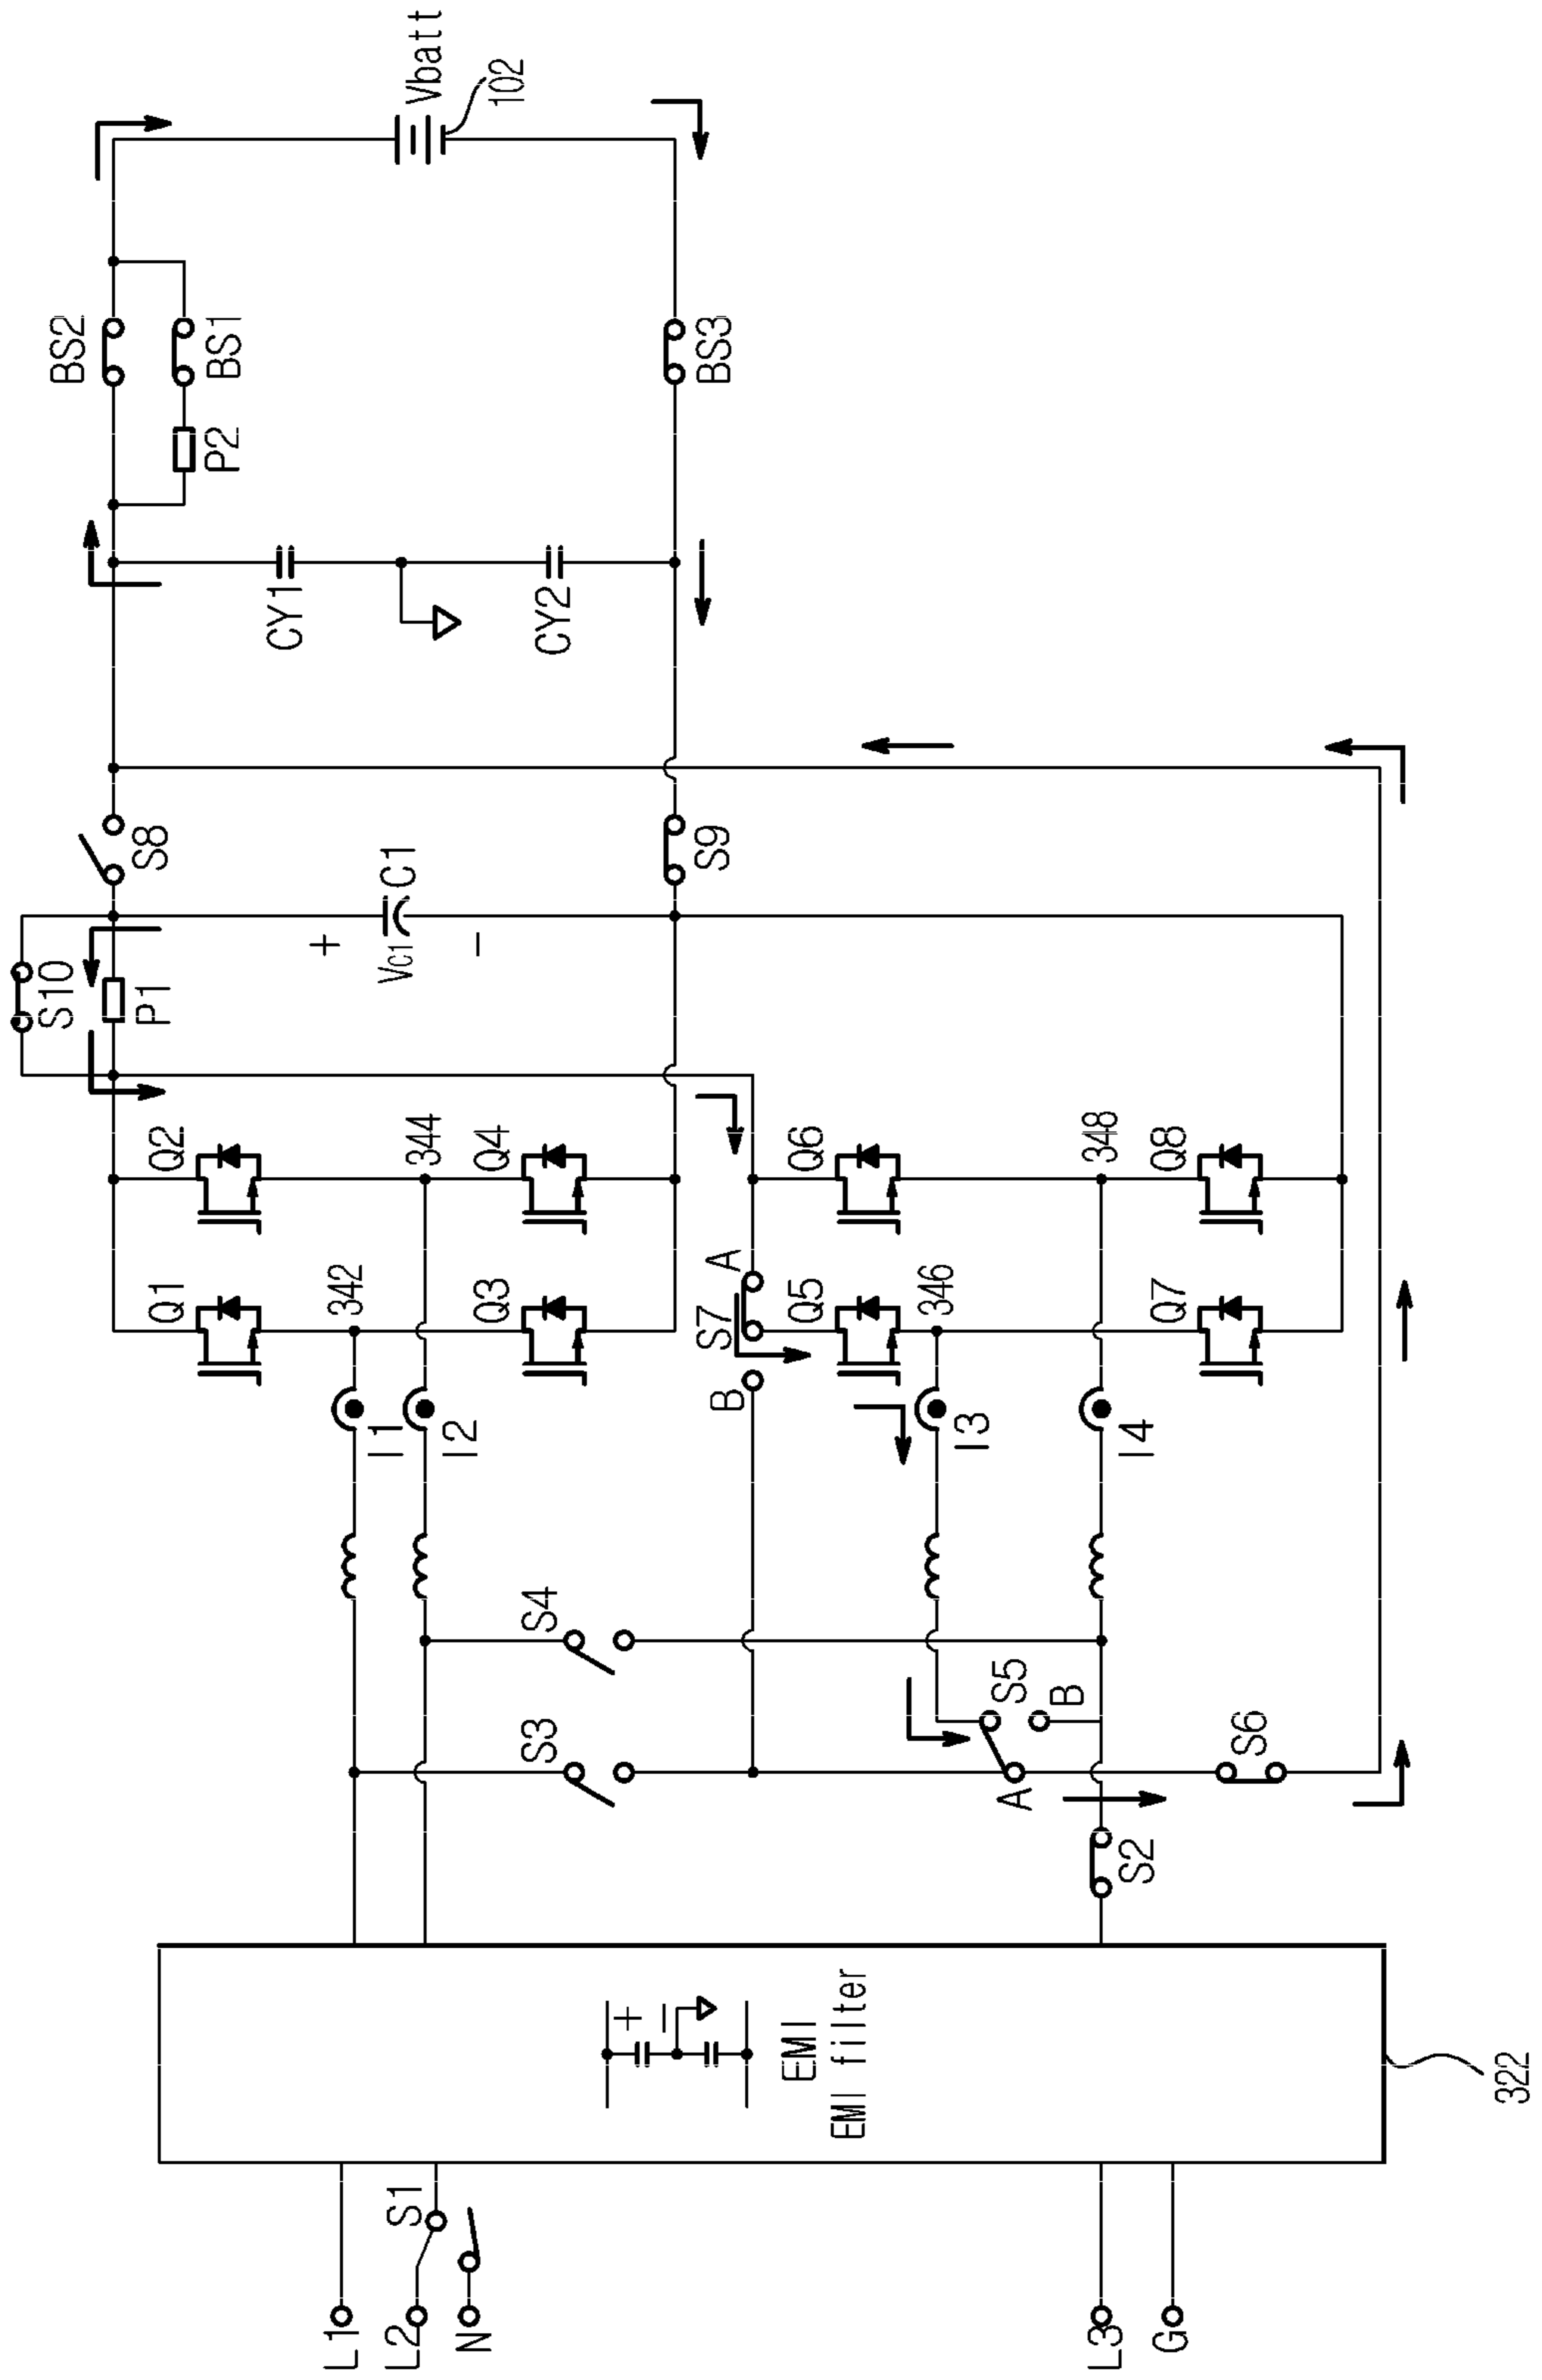 L1
L2
N
S1
L3
G
EMI
EMI filter
+
−
322
S2
S3
S4
S5
A
B
S6
I1
I2
I3
I4
342
344
346
348
Q1
Q2
Q3
Q4
Q5
Q6
Q7
Q8
S7
A
B
S10
P1
+
VC1
−
C1
S8
S9
CY1
CY2
P2
BS1
BS2
BS3
Vbatt
102